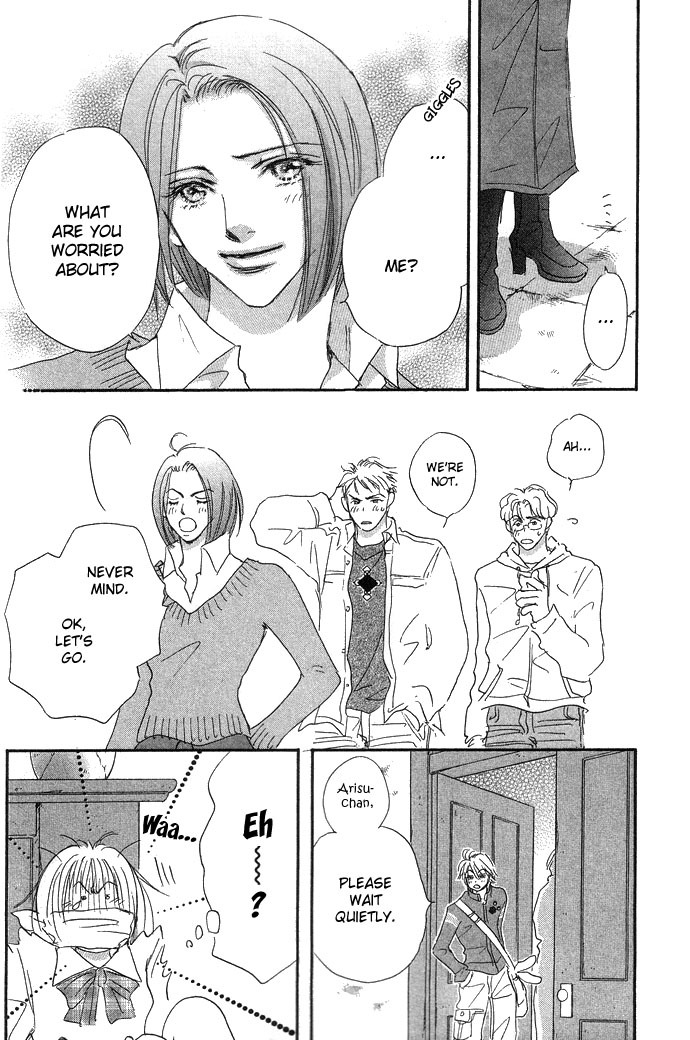 ...
GIGGLES
...
ME?
WHAT
ARE YOU
WORRIED
ABOUT?
AH...
WE'RE
NOT.
NEVER
MIND.
OK,
LET'S
GO.
Arisu-
Chan,
PLEASE
WAIT
QUIETLY.
Eh
?
Waa...